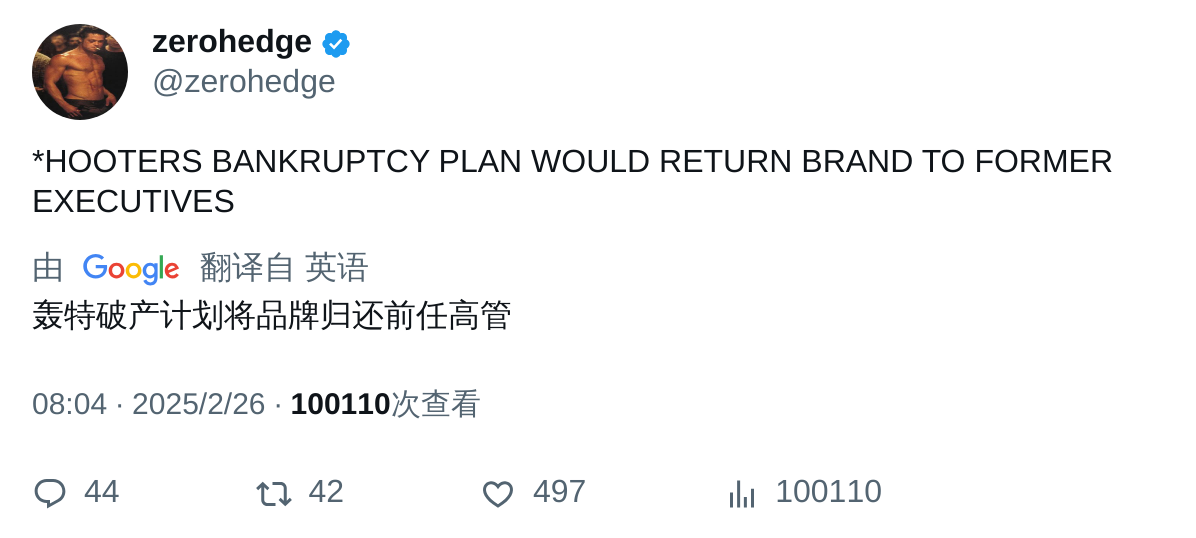 zerohedge
@zerohedge
*HOOTERS BANKRUPTCY PLAN WOULD RETURN BRAND TO FORMER
EXECUTIVES
由 Google 翻译自 英语
轰特破产计划将品牌归还前任高管
08:04 · 2025/2/26 · 100110次查看
44 42 497 100110